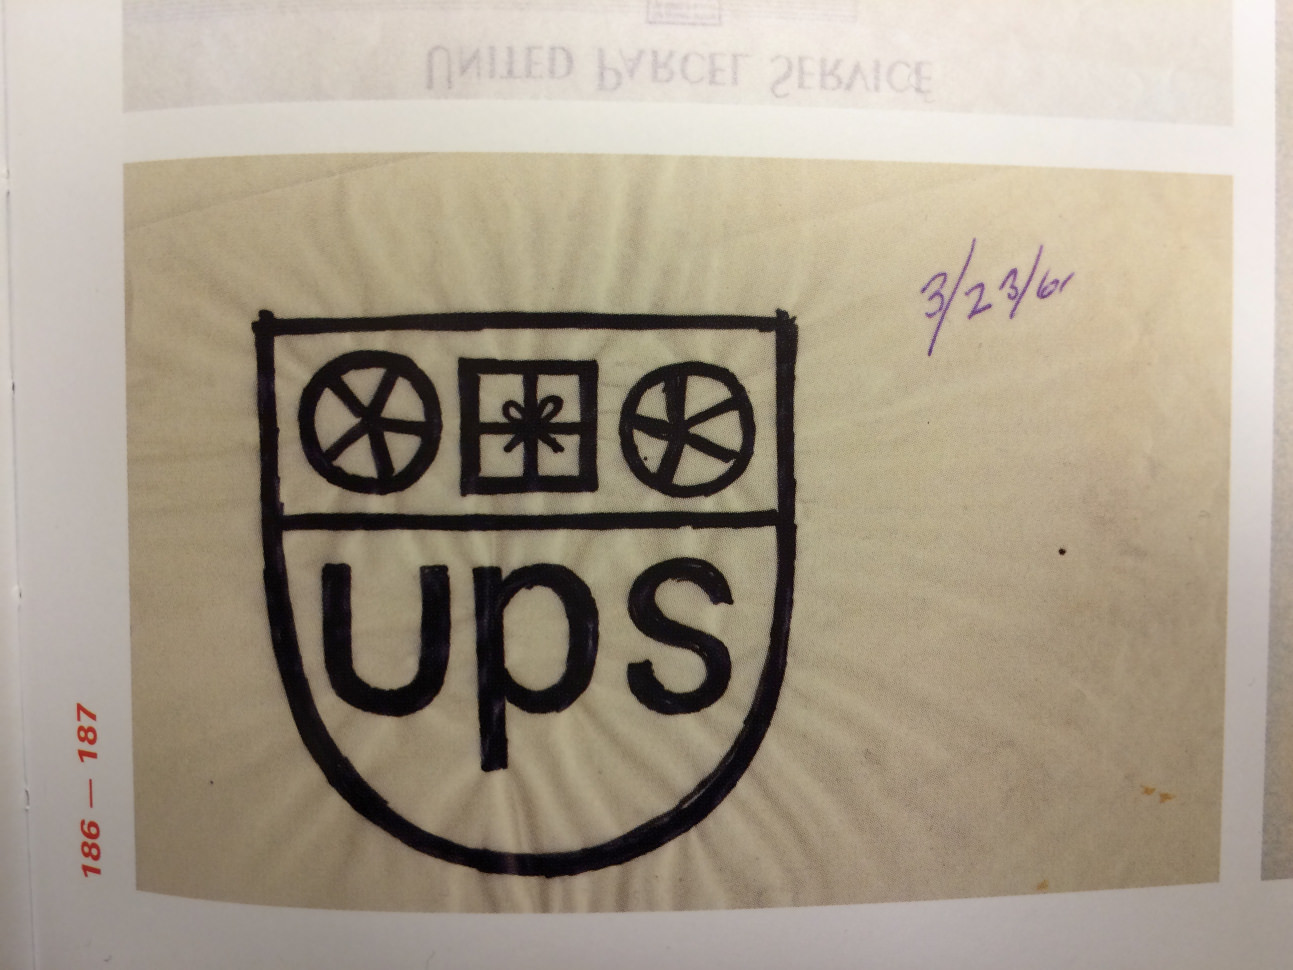 UNITED PARCEL SERVICE
3/23/61
ups
186 — 187